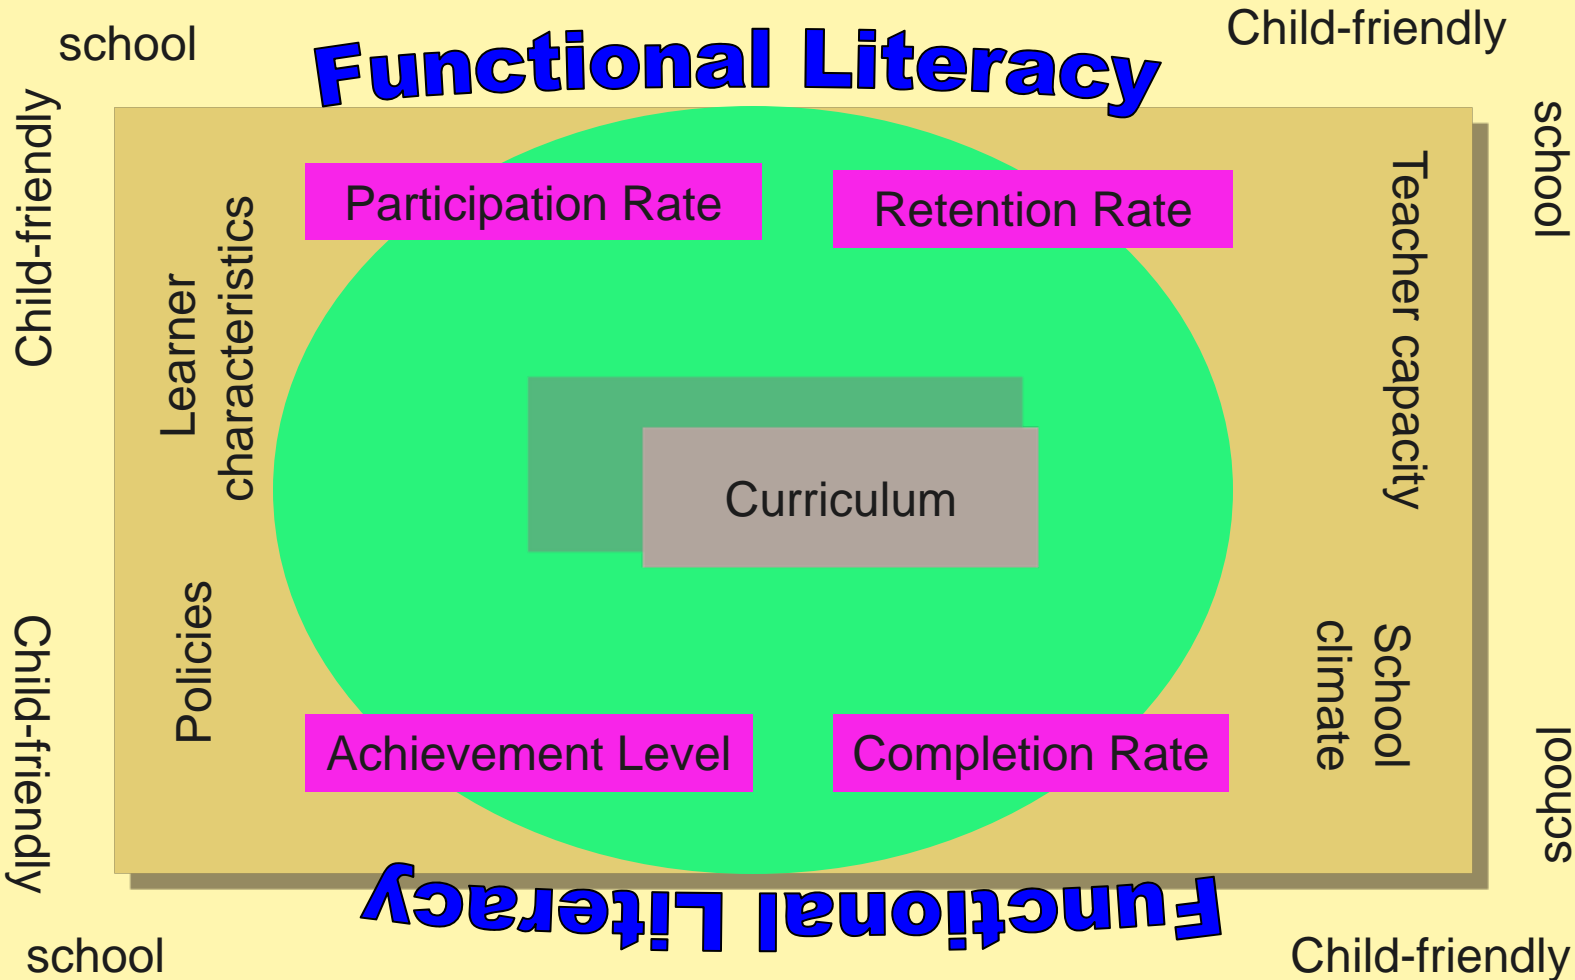 school
Functional Literacy
Child-friendly
Child-friendly
school
Participation Rate
Retention Rate
Learner
characteristics
Teacher capacity
Curriculum
Policies
School
climate
Achievement Level
Completion Rate
Child-friendly
school
Functional Literacy
school
Child-friendly